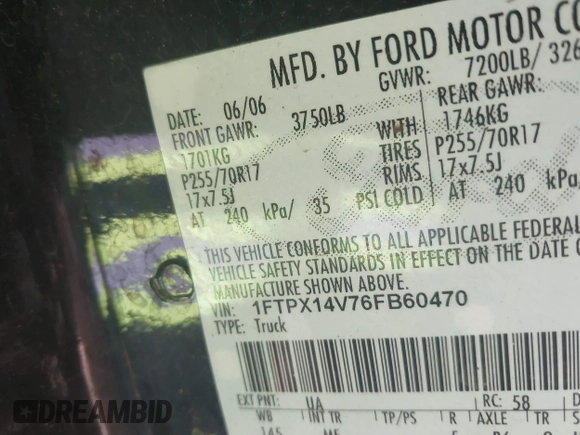 MFD. BY FORD MOTOR CO
GVWR: 7200LB/ 326
DATE: 06/06
FRONT GAWR: 3750LB
1701KG
P255/70R17
17x7.5J
AT 240 kPa/ 35 PSI COLD
WITH
TIRES
RIMS
REAR GAWR:
1746KG
P255/70R17
17x7.5J
AT 240 kPa,
THIS VEHICLE CONFORMS TO ALL APPLICABLE FEDERAL
VEHICLE SAFETY STANDARDS IN EFFECT ON THE DATE
MANUFACTURE SHOWN ABOVE.
VIN: 1FTPX14V76FB60470
TYPE: Truck
EXT PNT: UA RC: 58
WB INT TR TP/PS R AXLE TR
145
DREAMBID